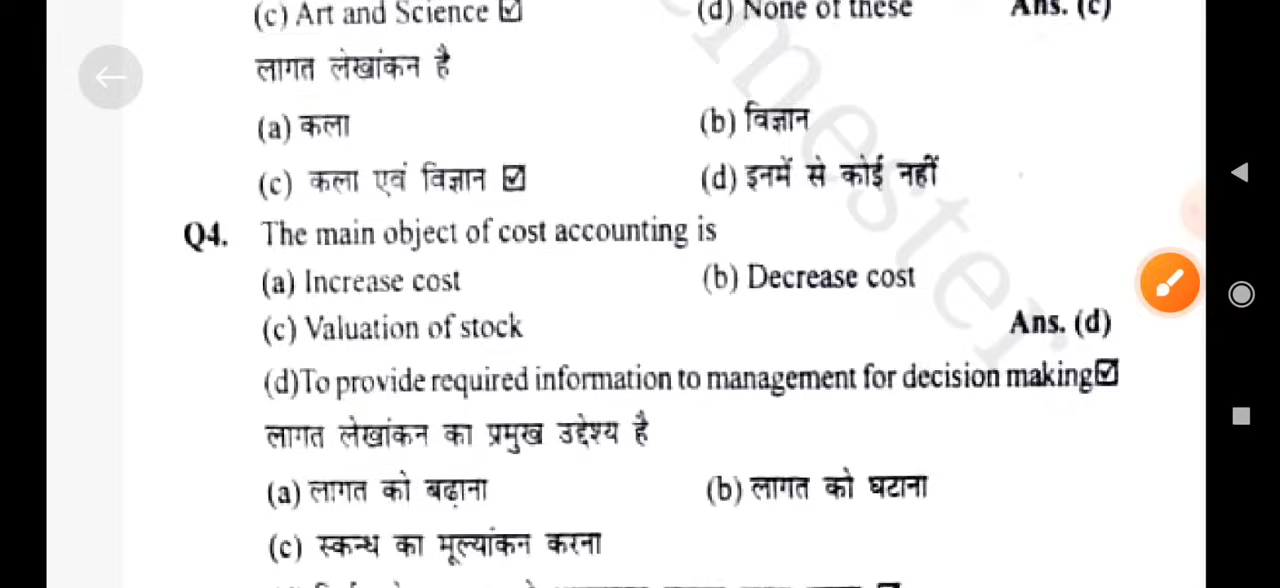 (c) Art and Science ☑ (d) None of these Ans. (c)
लागत लेखांकन है
(a) कला (b) विज्ञान
(c) कला एवं विज्ञान ☑ (d) इनमें से कोई नहीं
Q4. The main object of cost accounting is
(a) Increase cost (b) Decrease cost
(c) Valuation of stock Ans. (d)
(d)To provide required information to management for decision making☑
लागत लेखांकन का प्रमुख उद्देश्य है
(a) लागत को बढ़ाना (b) लागत को घटाना
(c) स्कन्ध का मूल्यांकन करना